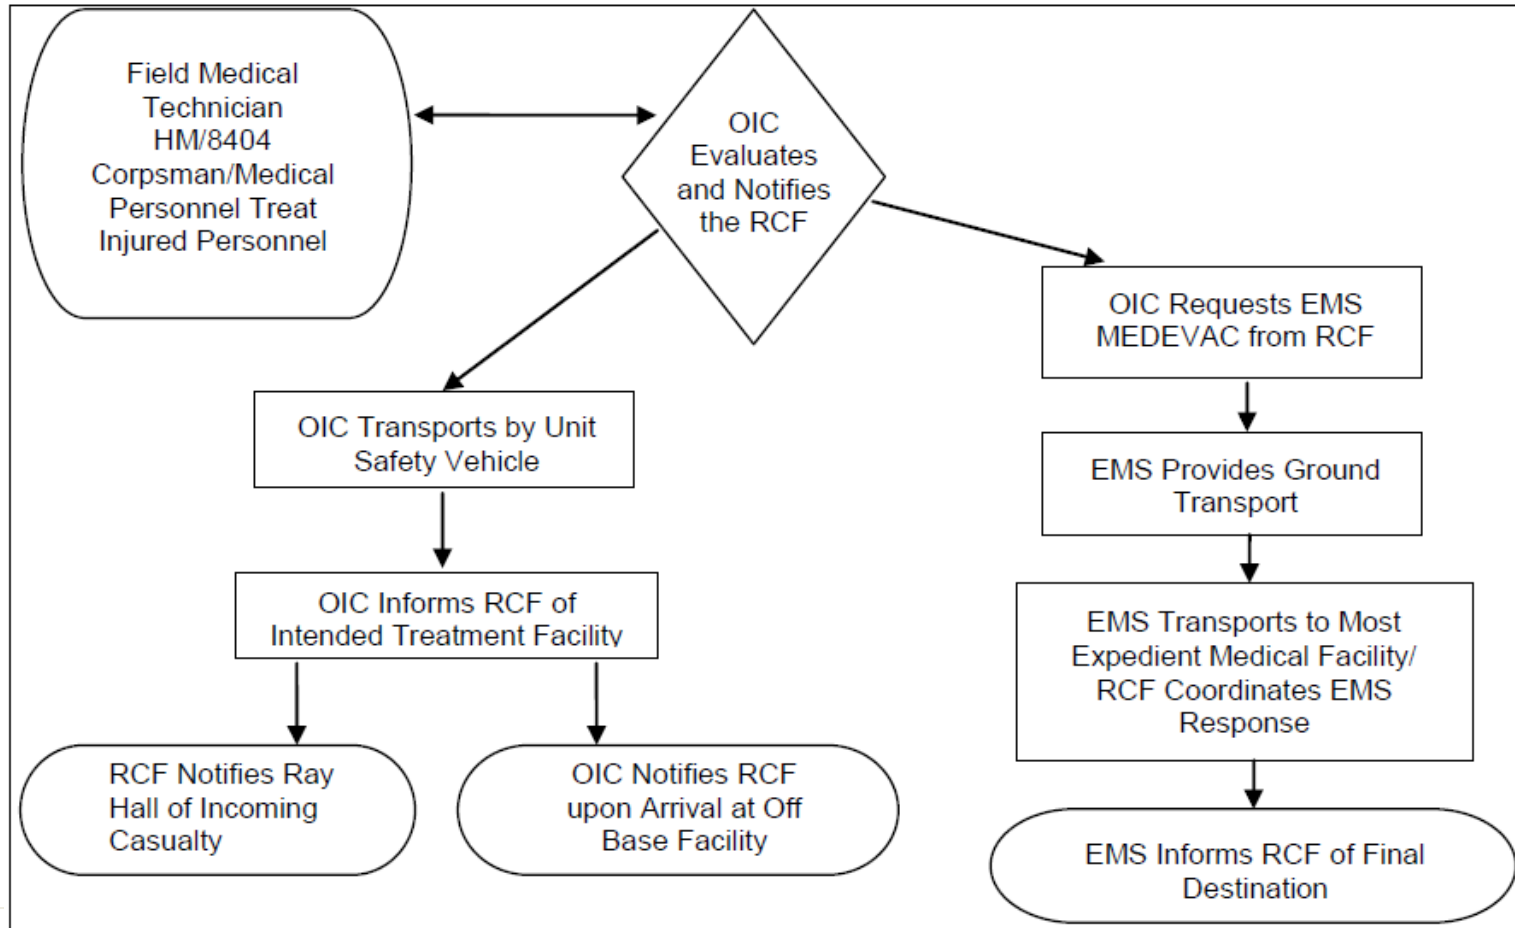 Field Medical
Technician
HM/8404
Corpsman/Medical
Personnel Treat
Injured Personnel
OIC
Evaluates
and Notifies
the RCF
OIC Requests EMS
MEDEVAC from RCF
OIC Transports by Unit
Safety Vehicle
EMS Provides Ground
Transport
OIC Informs RCF of
Intended Treatment Facility
EMS Transports to Most
Expedient Medical Facility/
RCF Coordinates EMS
Response
RCF Notifies Ray
Hall of Incoming
Casualty
OIC Notifies RCF
upon Arrival at Off
Base Facility
EMS Informs RCF of Final
Destination